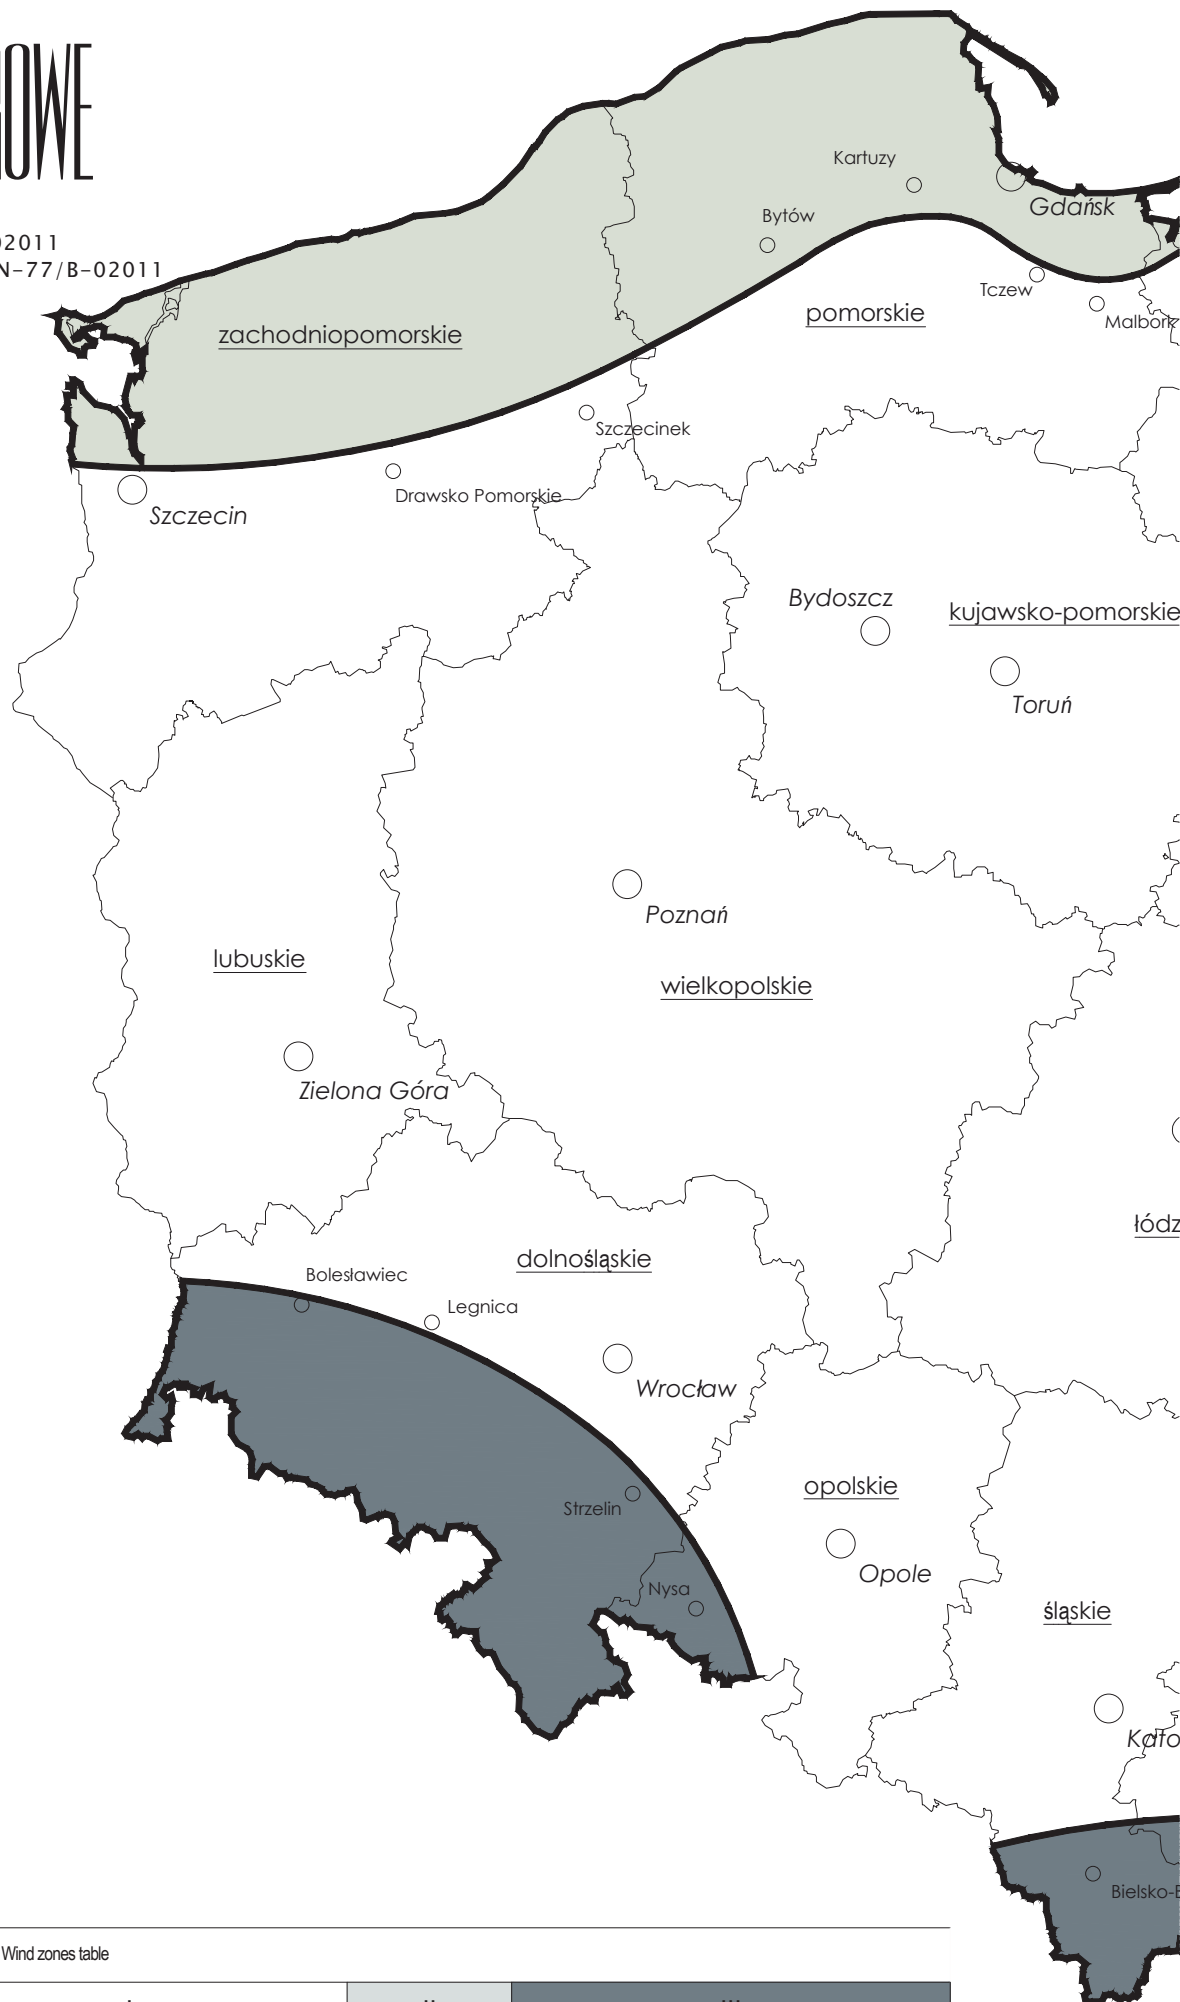 OWE
02011
N-77/B-02011
Kartuzy
Gdańsk
Bytów
Tczew
pomorskie
Malbork
zachodniopomorskie
Szczecinek
Drawsko Pomorskie
Szczecin
Bydoszcz
kujawsko-pomorskie
Toruń
Poznań
lubuskie
wielkopolskie
Zielona Góra
łódz
dolnośląskie
Bolesławiec
Legnica
Wrocław
opolskie
Strzelin
Opole
Nysa
śląskie
Kato
Bielsko-B
Wind zones table